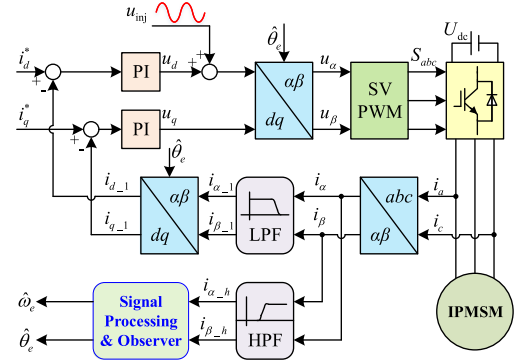 u_inj
U_dc
i_d^*
θ̂_e
+
+
u_d
u_α
S_abc
+
-
PI
αβ
SV
PWM
i_q^*
u_q
dq
u_β
+
-
PI
θ̂_e
i_d_1
αβ
i_α_1
i_α
abc
i_a
i_q_1
dq
i_β_1
LPF
i_β
αβ
i_c
ω̂_e
Signal
Processing
& Observer
i_α_h
IPMSM
θ̂_e
i_β_h
HPF